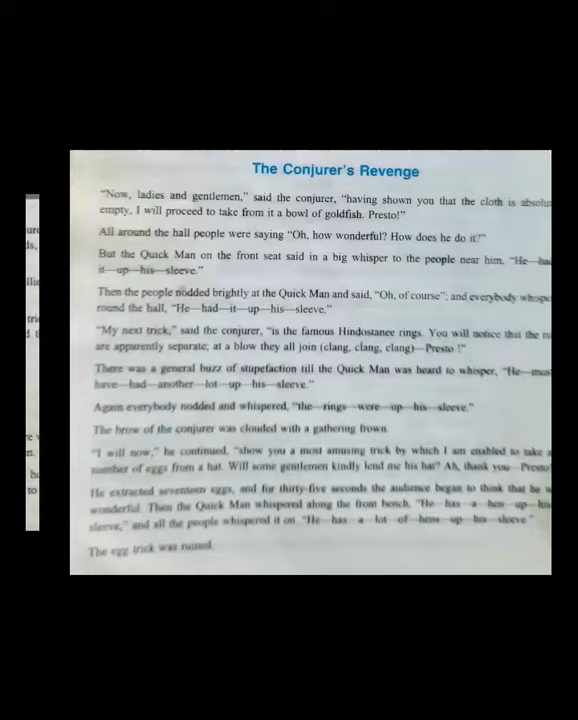 The Conjurer's Revenge
"Now, ladies and gentlemen," said the conjurer, "having shown you that the cloth is absolut
empty, I will proceed to take from it a bowl of goldfish. Presto!"
All around the hall people were saying "Oh, how wonderful? How does he do it?"
But the Quick Man on the front seat said in a big whisper to the people near him, "He—had
it—up—his—sleeve."
Then the people nodded brightly at the Quick Man and said, "Oh, of course"; and everybody whispe
round the hall, "He—had—it—up—his—sleeve."
"My next trick," said the conjurer, "is the famous Hindostanee rings. You will notice that the
are apparently separate; at a blow they all join (clang, clang, clang)—Presto !"
There was a general buzz of stupefaction till the Quick Man was heard to whisper, "He—mus
have—had—another—lot—up—his—sleeve."
Again everybody nodded and whispered, "the—rings—were—up—his—sleeve."
The brow of the conjurer was clouded with a gathering frown.
"I will now," he continued, "show you a most amusing trick by which I am enabled to take a
number of eggs from a hat. Will some gentlemen kindly lend me his hat? Ah, thank you—Presto
He extracted seventeen eggs, and for thirty-five seconds the audience began to think that he w
wonderful. Then the Quick Man whispered along the front bench, "He—has—a—hen—up—his
sleeve," and all the people whispered it on "He—has—a—lot—of—hens—up—his—sleeve."
The egg trick was ruined.